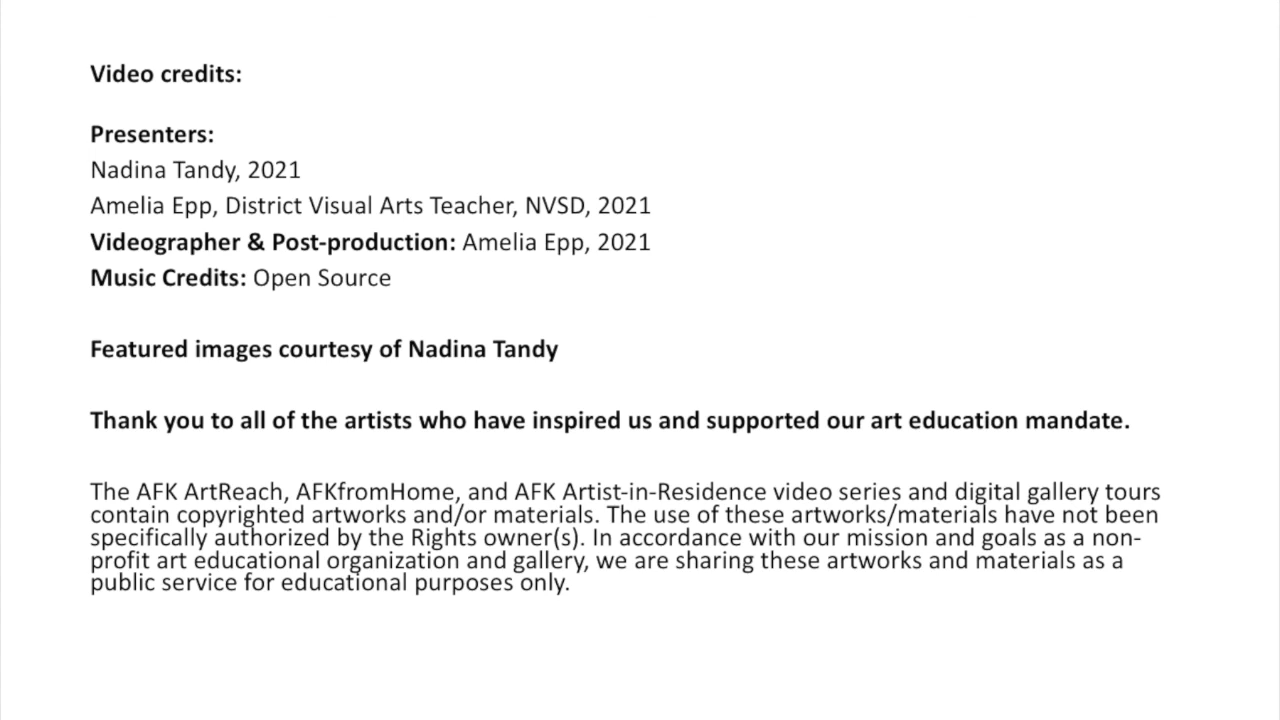 Video credits:
Presenters:
Nadina Tandy, 2021
Amelia Epp, District Visual Arts Teacher, NVSD, 2021
Videographer & Post-production: Amelia Epp, 2021
Music Credits: Open Source
Featured images courtesy of Nadina Tandy
Thank you to all of the artists who have inspired us and supported our art education mandate.
The AFK ArtReach, AFKfromHome, and AFK Artist-in-Residence video series and digital gallery tours
contain copyrighted artworks and/or materials. The use of these artworks/materials have not been
specifically authorized by the Rights owner(s). In accordance with our mission and goals as a non-
profit art educational organization and gallery, we are sharing these artworks and materials as a
public service for educational purposes only.